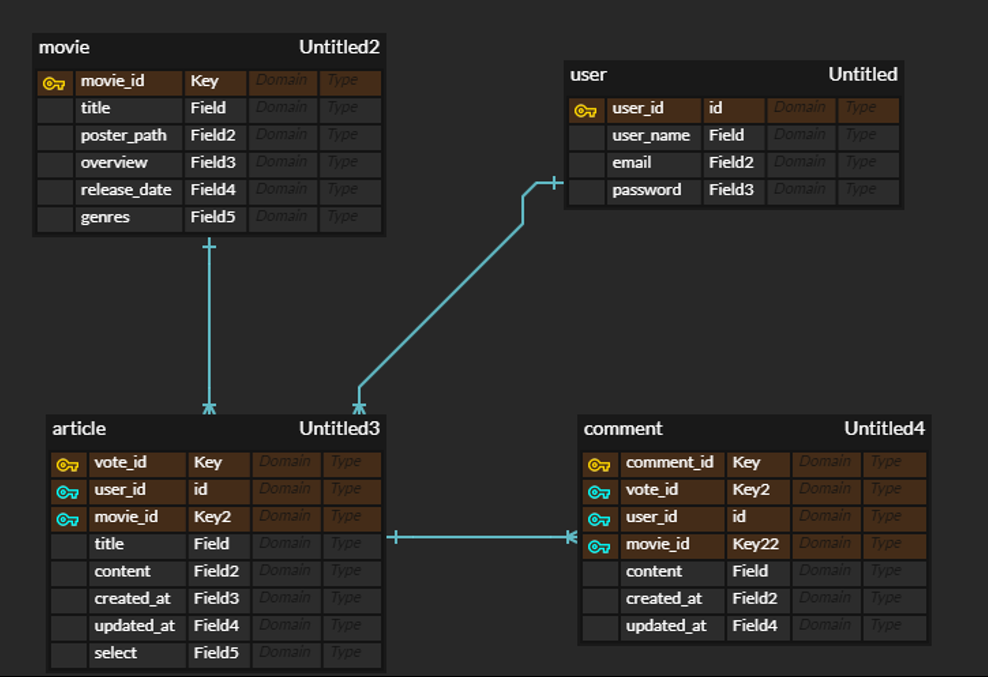 movie Untitled2
movie_id Key Domain Type
title Field Domain Type
poster_path Field2 Domain Type
overview Field3 Domain Type
release_date Field4 Domain Type
genres Field5 Domain Type
user Untitled
user_id id Domain Type
user_name Field Domain Type
email Field2 Domain Type
password Field3 Domain Type
article Untitled3
vote_id Key Domain Type
user_id id Domain Type
movie_id Key2 Domain Type
title Field Domain Type
content Field2 Domain Type
created_at Field3 Domain Type
updated_at Field4 Domain Type
select Field5 Domain Type
comment Untitled4
comment_id Key Domain Type
vote_id Key2 Domain Type
user_id id Domain Type
movie_id Key22 Domain Type
content Field Domain Type
created_at Field2 Domain Type
updated_at Field4 Domain Type